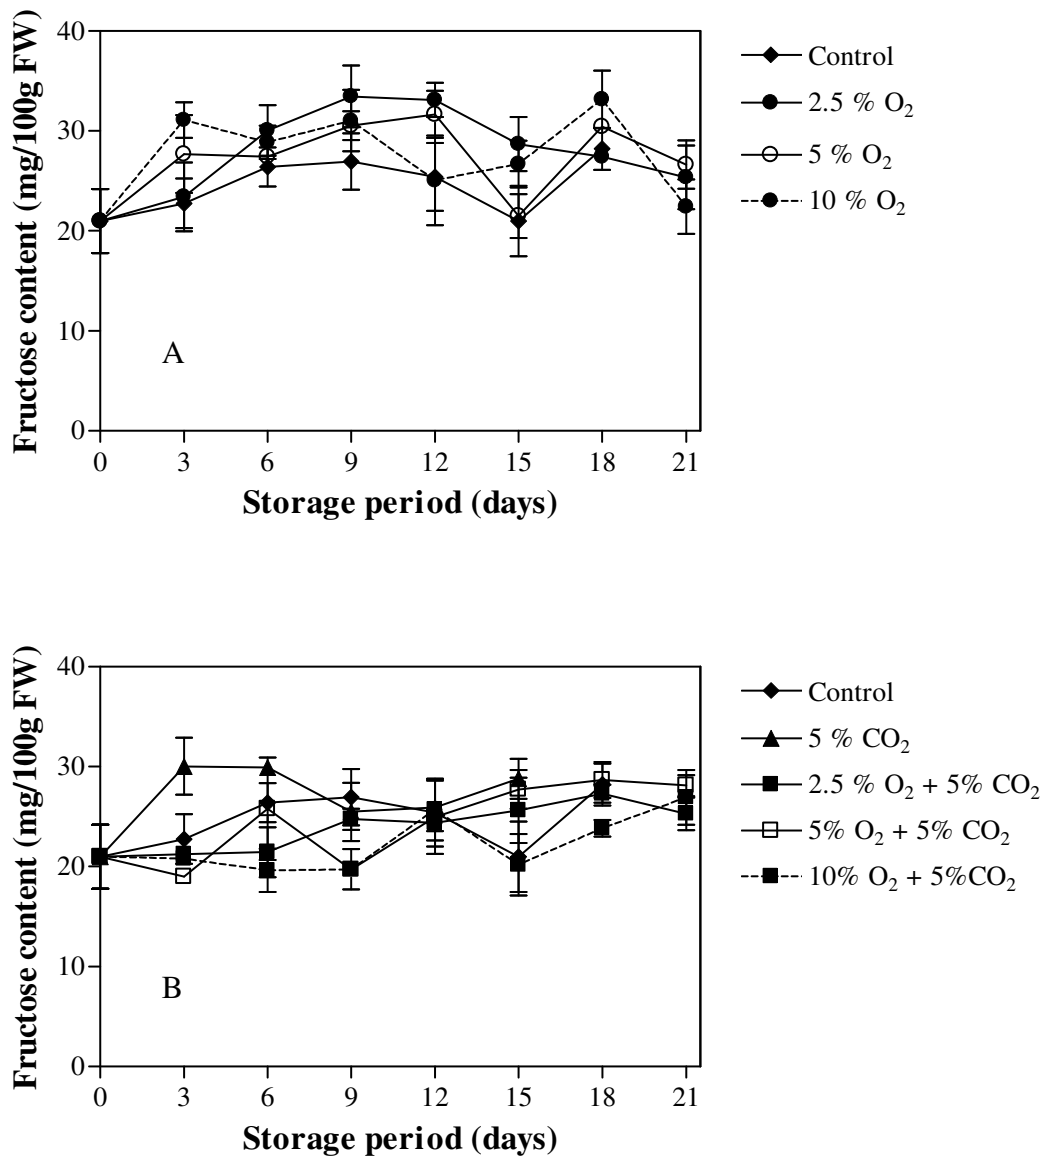 Fructose content (mg/100g FW)
40
30
20
10
0
A
0 3 6 9 12 15 18 21
Storage period (days)
Control
2.5 % O₂
5 % O₂
10 % O₂
Fructose content (mg/100g FW)
40
30
20
10
0
B
0 3 6 9 12 15 18 21
Storage period (days)
Control
5 % CO₂
2.5 % O₂ + 5% CO₂
5% O₂ + 5% CO₂
10% O₂ + 5%CO₂